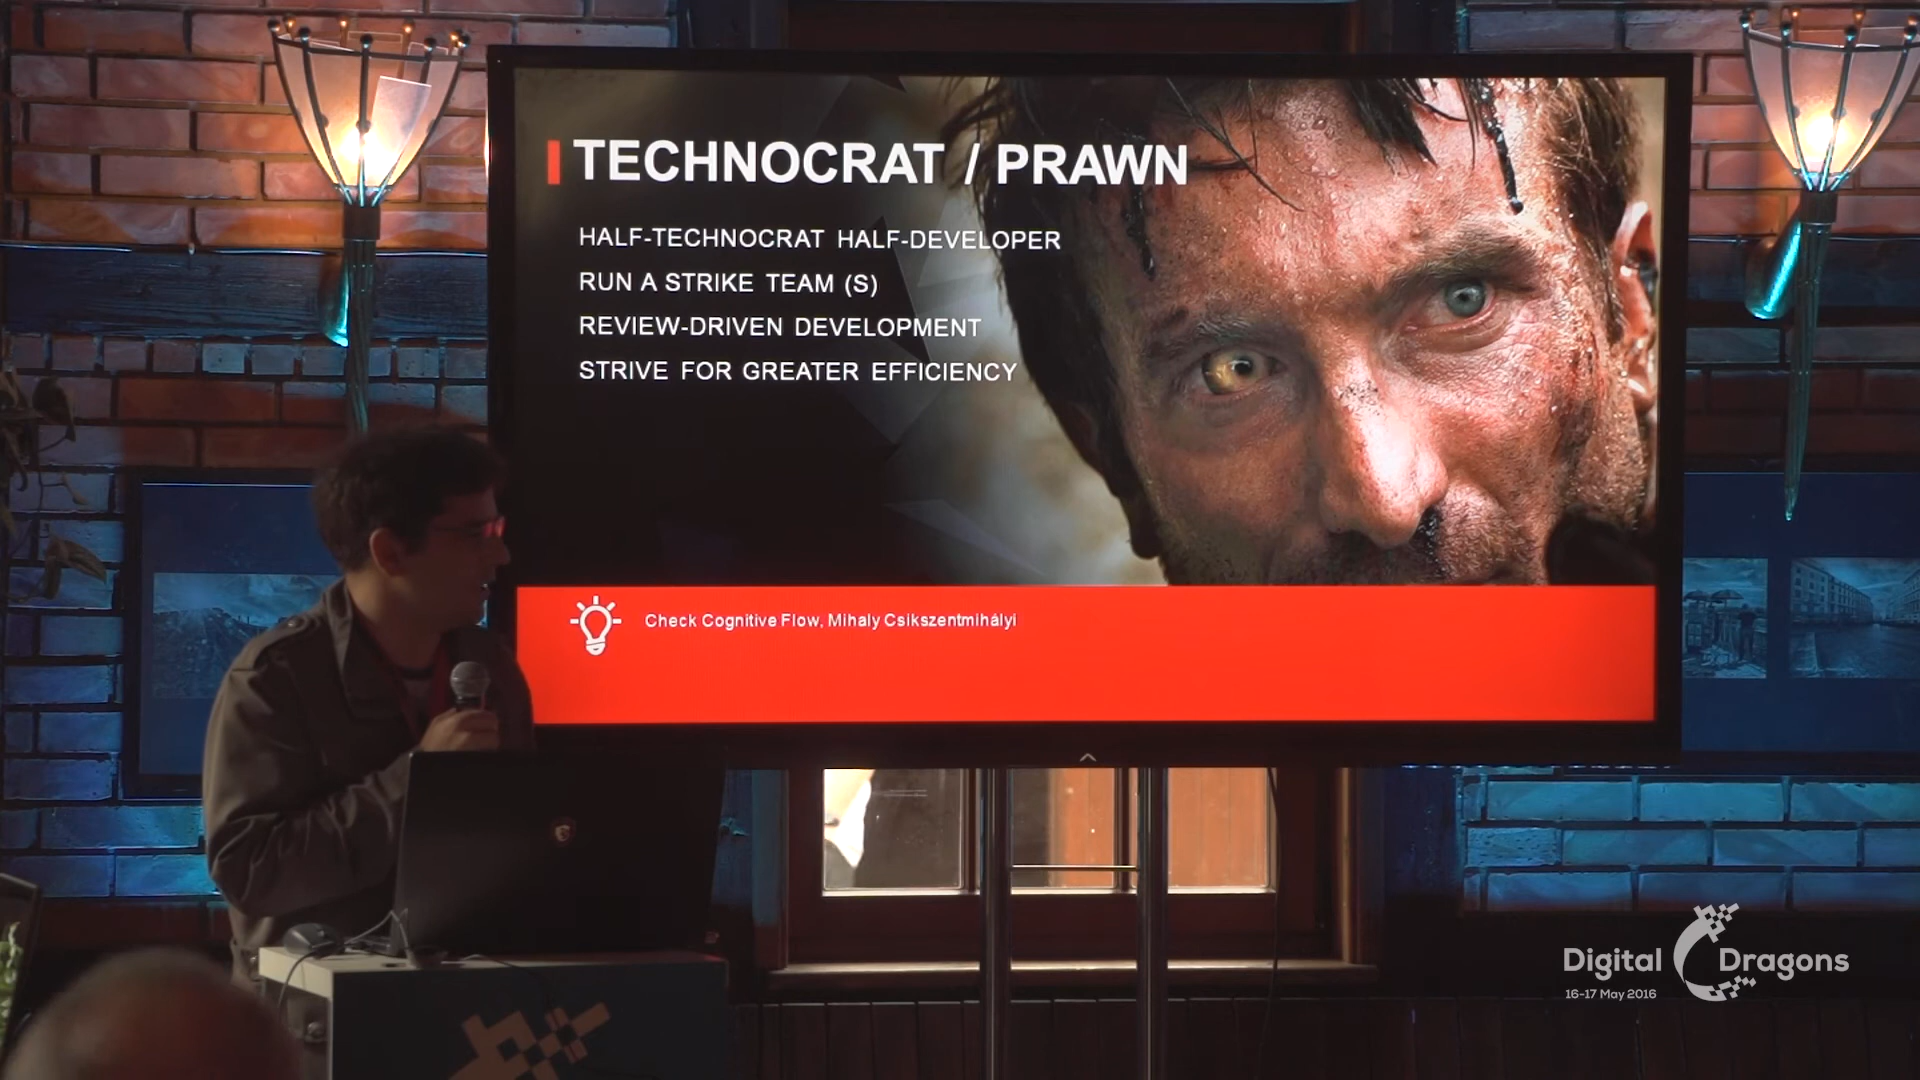 TECHNOCRAT / PRAWN
HALF-TECHNOCRAT HALF-DEVELOPER
RUN A STRIKE TEAM (S)
REVIEW-DRIVEN DEVELOPMENT
STRIVE FOR GREATER EFFICIENCY
Check Cognitive Flow, Mihaly Csikszentmihályi
Digital Dragons
16-17 May 2016